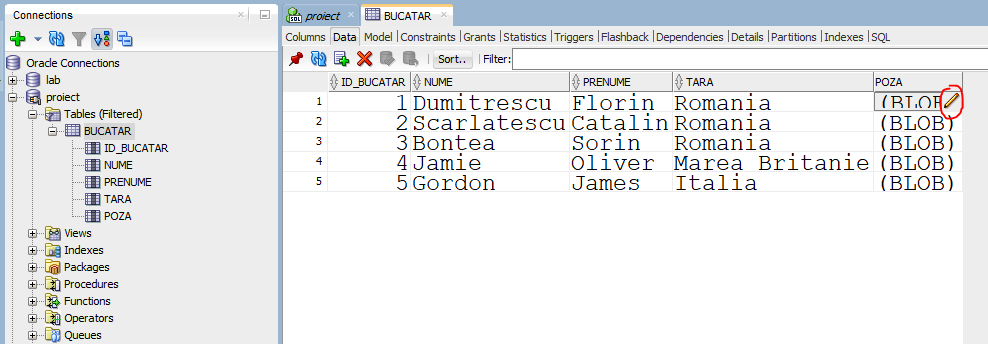 Connections
Oracle Connections
lab
proiect
Tables (Filtered)
BUCATAR
ID_BUCATAR
NUME
PRENUME
TARA
POZA
Views
Indexes
Packages
Procedures
Functions
Operators
Queues
SQL proiect BUCATAR
Columns Data Model Constraints Grants Statistics Triggers Flashback Dependencies Details Partitions Indexes SQL
Sort.. Filter:
ID_BUCATAR NUME PRENUME TARA POZA
1 1 Dumitrescu Florin Romania (BLOB
2 2 Scarlatescu Catalin Romania (BLOB)
3 3 Bontea Sorin Romania (BLOB)
4 4 Jamie Oliver Marea Britanie (BLOB)
5 5 Gordon James Italia (BLOB)